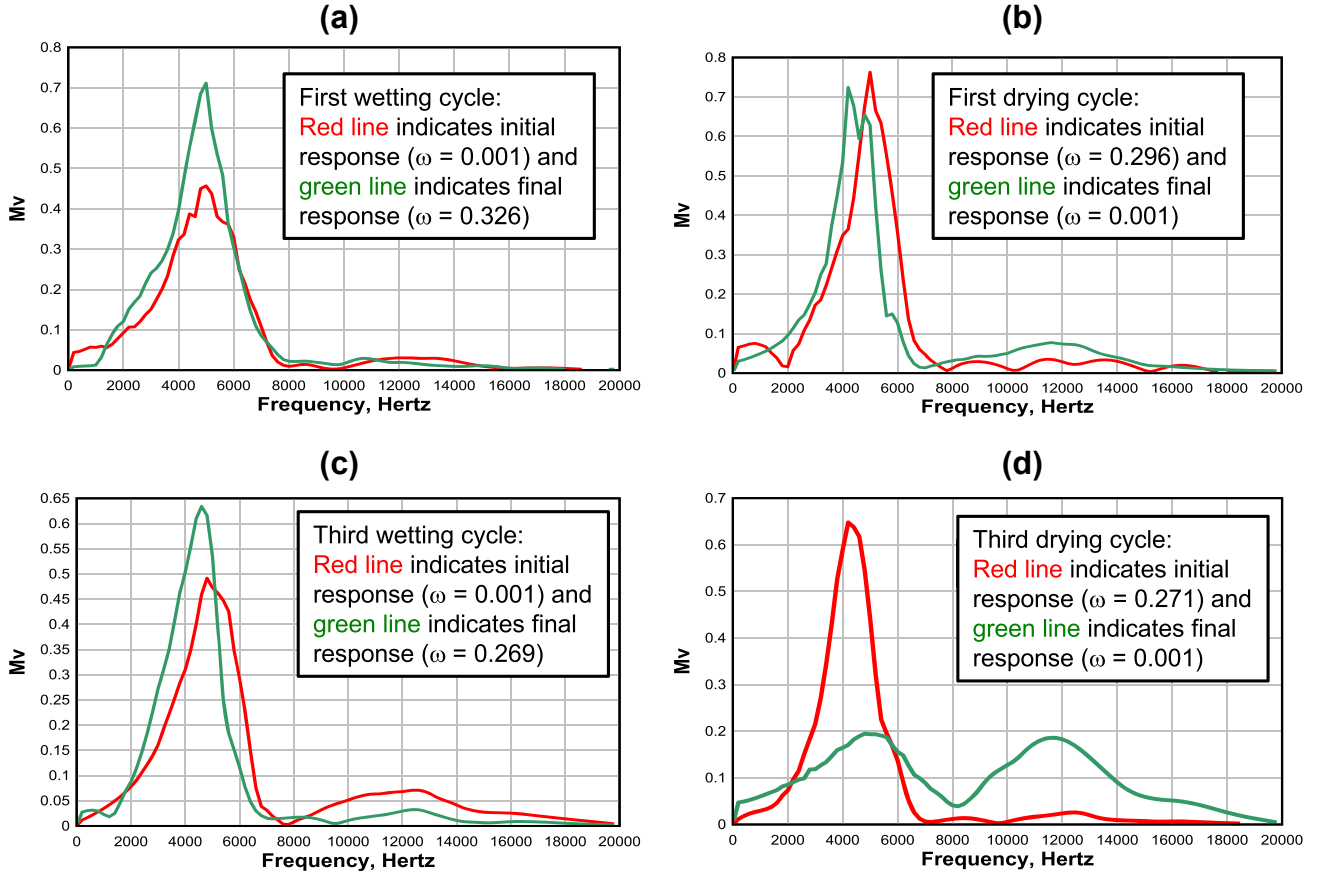 (a)
0.8
0.7
0.6
0.5
0.4
0.3
0.2
0.1
0
Mv
First wetting cycle:
Red line indicates initial
response (ω = 0.001) and
green line indicates final
response (ω = 0.326)
0 2000 4000 6000 8000 10000 12000 14000 16000 18000 20000
Frequency, Hertz
(b)
0.8
0.7
0.6
0.5
0.4
0.3
0.2
0.1
0
Mv
First drying cycle:
Red line indicates initial
response (ω = 0.296) and
green line indicates final
response (ω = 0.001)
0 2000 4000 6000 8000 10000 12000 14000 16000 18000 20000
Frequency, Hertz
(c)
0.65
0.6
0.55
0.5
0.45
0.4
0.35
0.3
0.25
0.2
0.15
0.1
0.05
0
Mv
Third wetting cycle:
Red line indicates initial
response (ω = 0.001) and
green line indicates final
response (ω = 0.269)
0 2000 4000 6000 8000 10000 12000 14000 16000 18000 20000
Frequency, Hertz
(d)
0.7
0.6
0.5
0.4
0.3
0.2
0.1
0
Mv
Third drying cycle:
Red line indicates initial
response (ω = 0.271) and
green line indicates final
response (ω = 0.001)
0 2000 4000 6000 8000 10000 12000 14000 16000 18000 20000
Frequency, Hertz